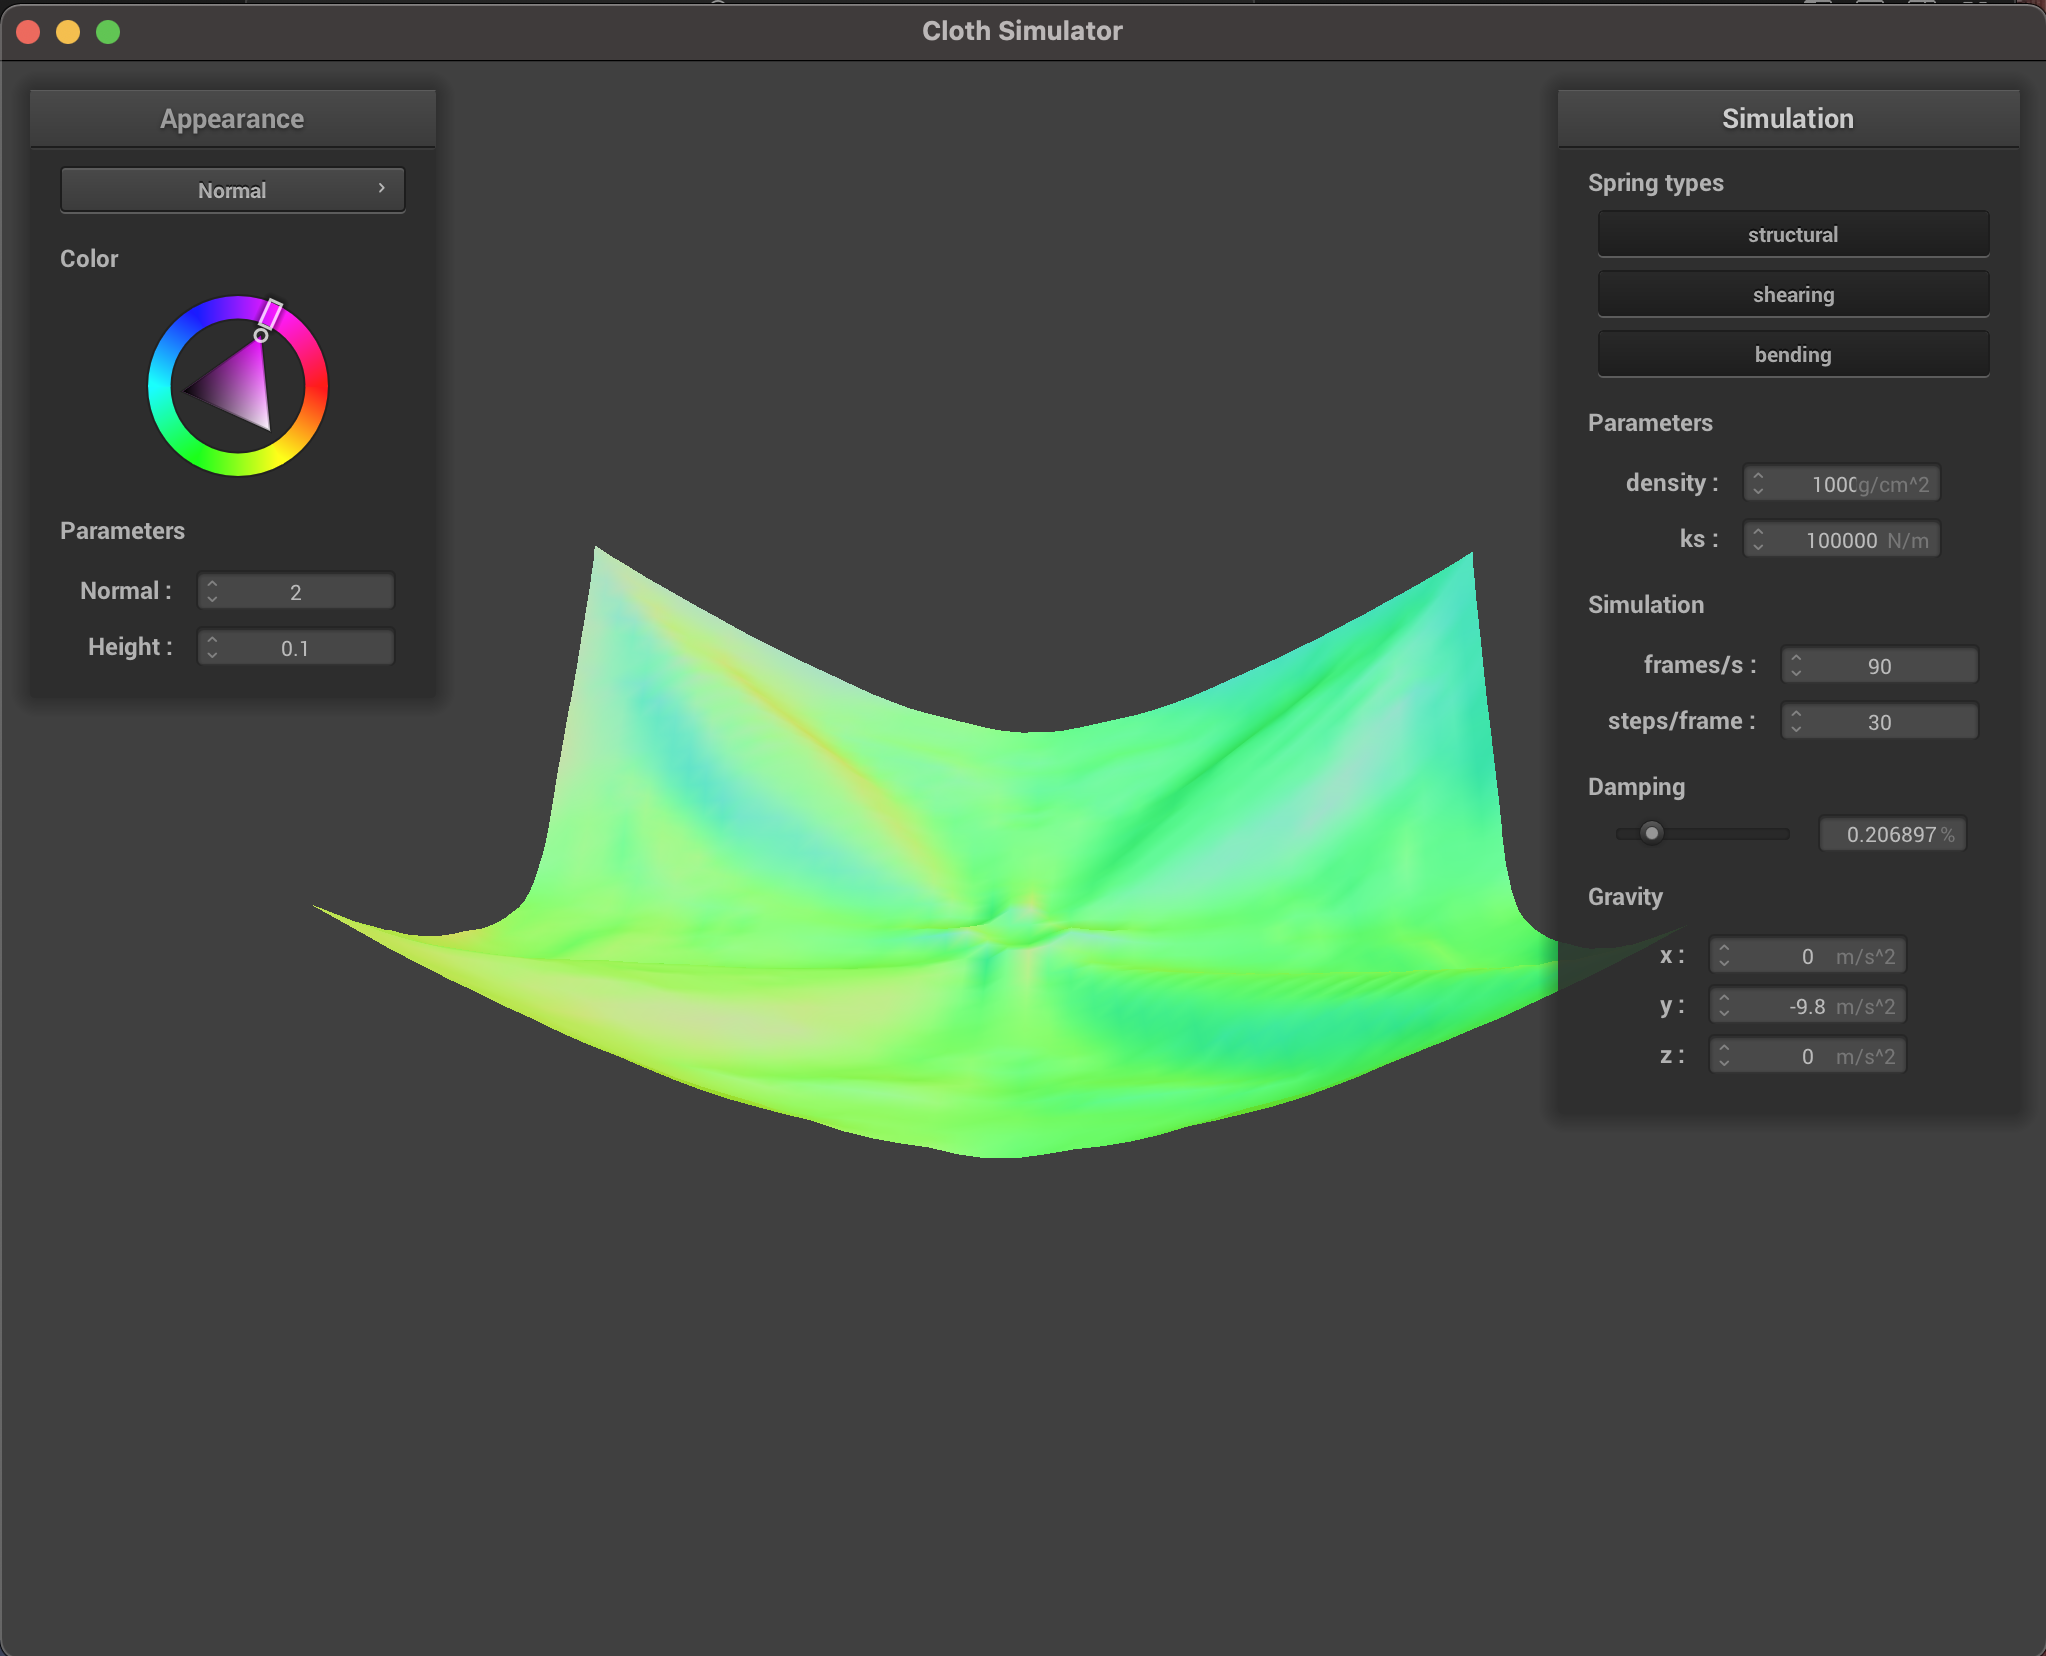 Cloth Simulator
Appearance
Normal
Color
Parameters
Normal : 2
Height : 0.1
Simulation
Spring types
structural
shearing
bending
Parameters
density : 1000 g/cm^2
ks : 100000 N/m
Simulation
frames/s : 90
steps/frame : 30
Damping
0.206897 %
Gravity
x : 0 m/s^2
y : -9.8 m/s^2
z : 0 m/s^2